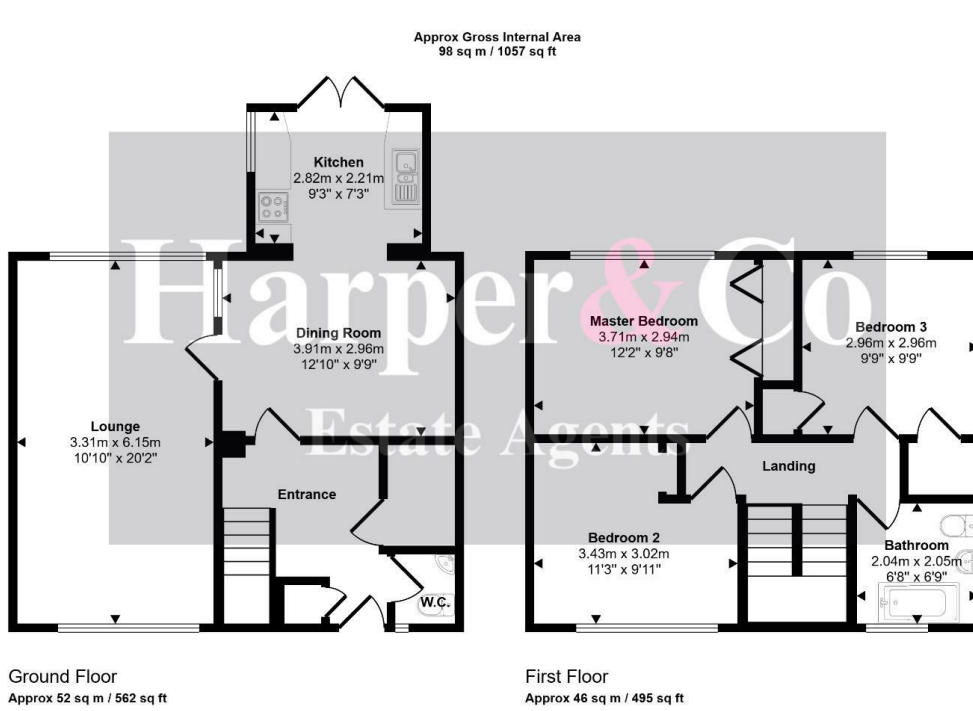 Approx Gross Internal Area
98 sq m / 1057 sq ft
Kitchen
2.82m x 2.21m
9'3" x 7'3"
Harper & Co
Estate Agents
Dining Room
3.91m x 2.96m
12'10" x 9'9"
Lounge
3.31m x 6.15m
10'10" x 20'2"
Entrance
W.C.
Master Bedroom
3.71m x 2.94m
12'2" x 9'8"
Bedroom 3
2.96m x 2.96m
9'9" x 9'9"
Landing
Bedroom 2
3.43m x 3.02m
11'3" x 9'11"
Bathroom
2.04m x 2.05m
6'8" x 6'9"
Ground Floor
Approx 52 sq m / 562 sq ft
First Floor
Approx 46 sq m / 495 sq ft